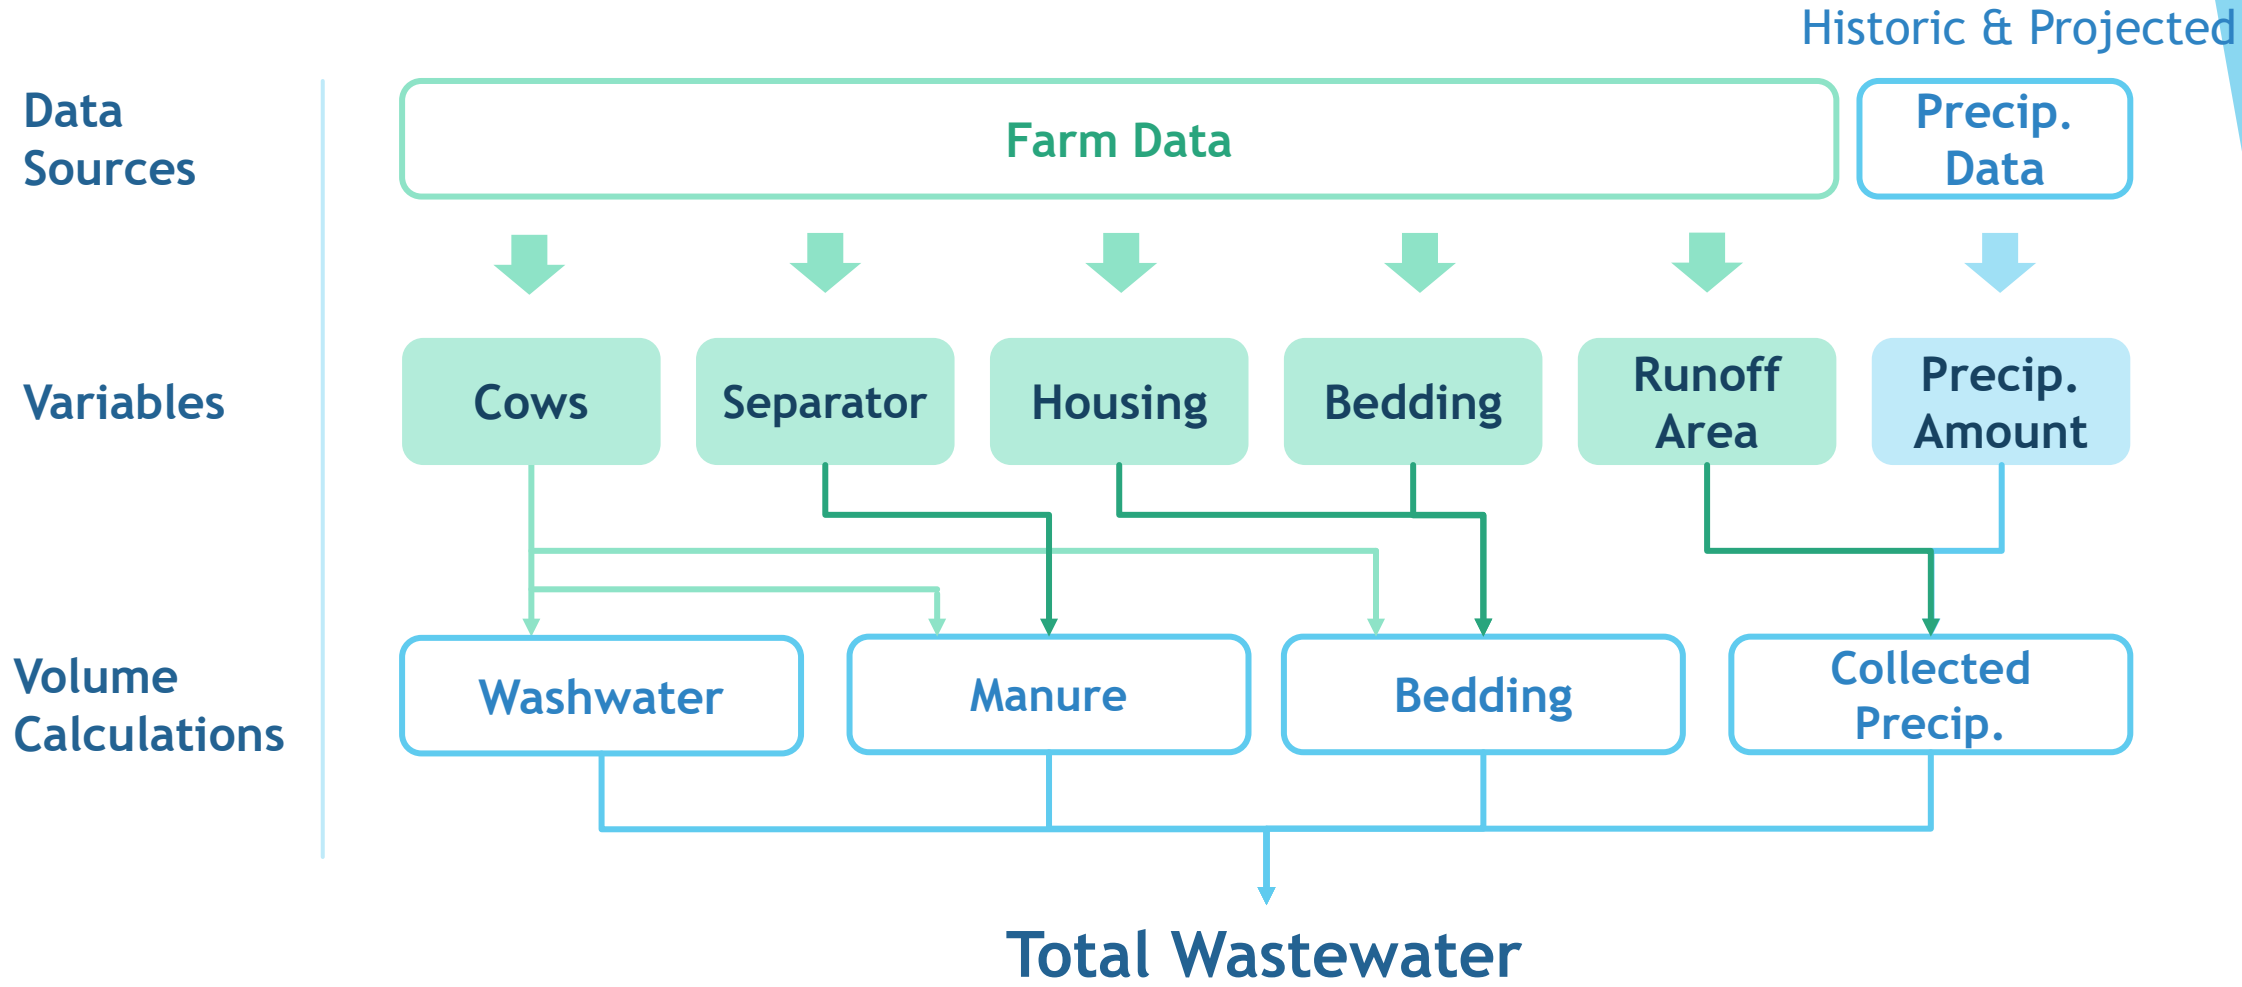 Historic & Projected
Data
Sources
Farm Data
Precip.
Data
Variables
Cows
Separator
Housing
Bedding
Runoff
Area
Precip.
Amount
Volume
Calculations
Washwater
Manure
Bedding
Collected
Precip.
Total Wastewater